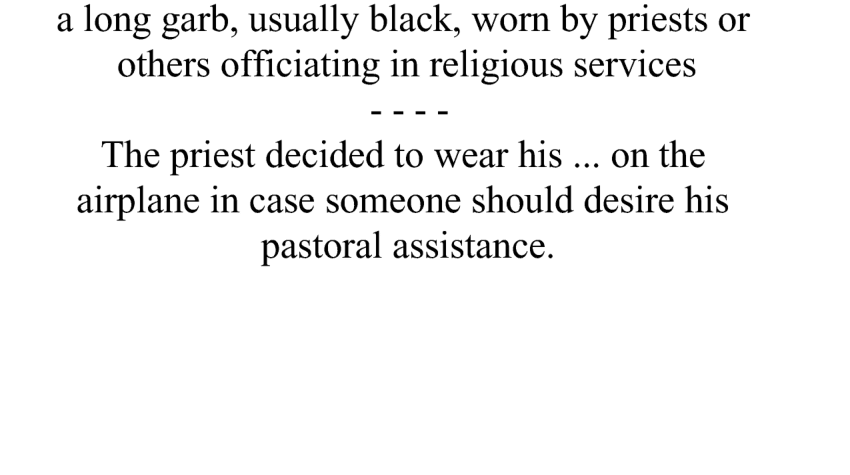 a long garb, usually black, worn by priests or
others officiating in religious services
- - - -
The priest decided to wear his ... on the
airplane in case someone should desire his
pastoral assistance.